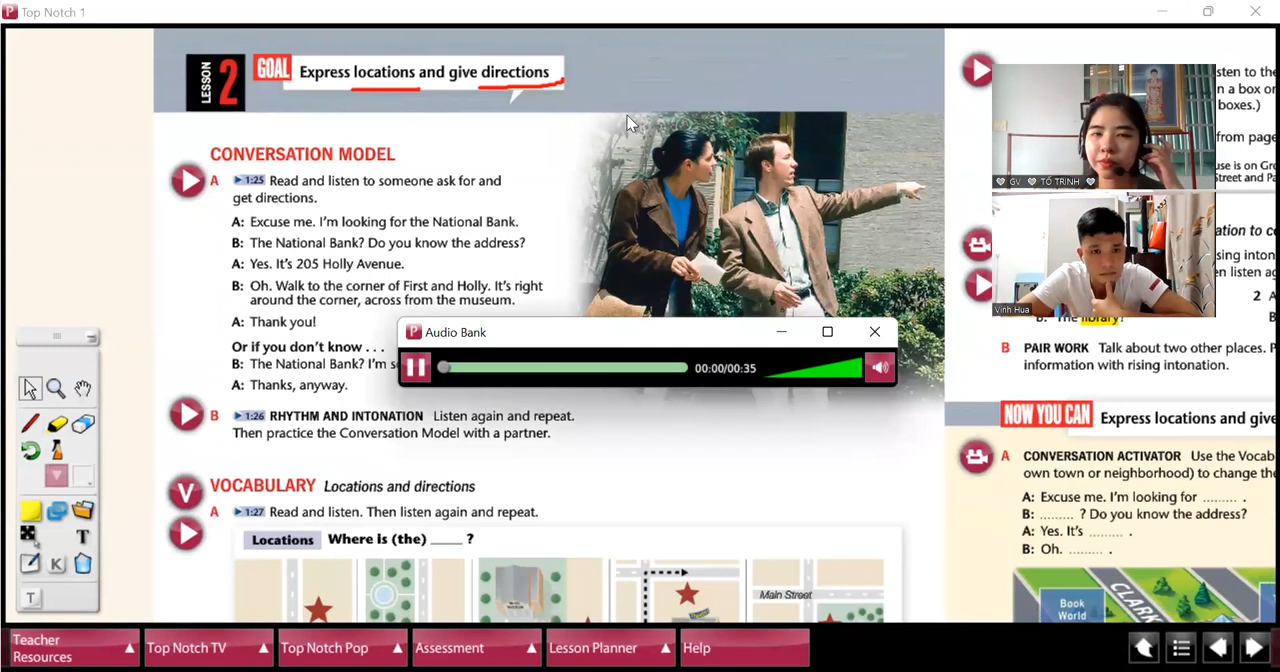 Top Notch 1
LESSON 2
GOAL Express locations and give directions
CONVERSATION MODEL
A 1:25 Read and listen to someone ask for and
get directions.
A: Excuse me. I'm looking for the National Bank.
B: The National Bank? Do you know the address?
A: Yes. It's 205 Holly Avenue.
B: Oh. Walk to the corner of First and Holly. It's right
around the corner, across from the museum.
A: Thank you!
Or if you don't know . . .
B: The National Bank? I'm s
A: Thanks, anyway.
Audio Bank
00:00/00:35
B 1:26 RHYTHM AND INTONATION Listen again and repeat.
Then practice the Conversation Model with a partner.
V VOCABULARY Locations and directions
A 1:27 Read and listen. Then listen again and repeat.
Locations Where is (the) ____ ?
Main Street
sten to the
n a box or
boxes.)
from page
use is on Gr
Street and Pa
GV TỐ TRINH
ation to co
sing inton
en listen ag
2 A
Vinh Hua
B: The library?
B
B PAIR WORK Talk about two other places. P
information with rising intonation.
NOW YOU CAN Express locations and give
A CONVERSATION ACTIVATOR Use the Vocab
own town or neighborhood) to change the
A: Excuse me. I'm looking for ......... .
B: ......... ? Do you know the address?
A: Yes. It's ......... .
B: Oh. ......... .
Book
World
CLARK
T
K
T
Teacher
Resources
Top Notch TV
Top Notch Pop
Assessment
Lesson Planner
Help